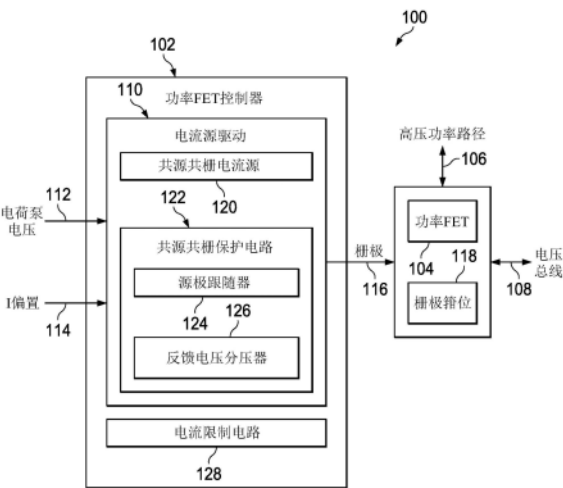 100
102
功率FET控制器
110
电流源驱动
共源共栅电流源
120
122
共源共栅保护电路
源极跟随器
124
126
反馈电压分压器
电流限制电路
128
电荷泵
电压
112
I偏置
114
栅极
116
高压功率路径
106
功率FET
104
118
栅极箝位
电压
总线
108